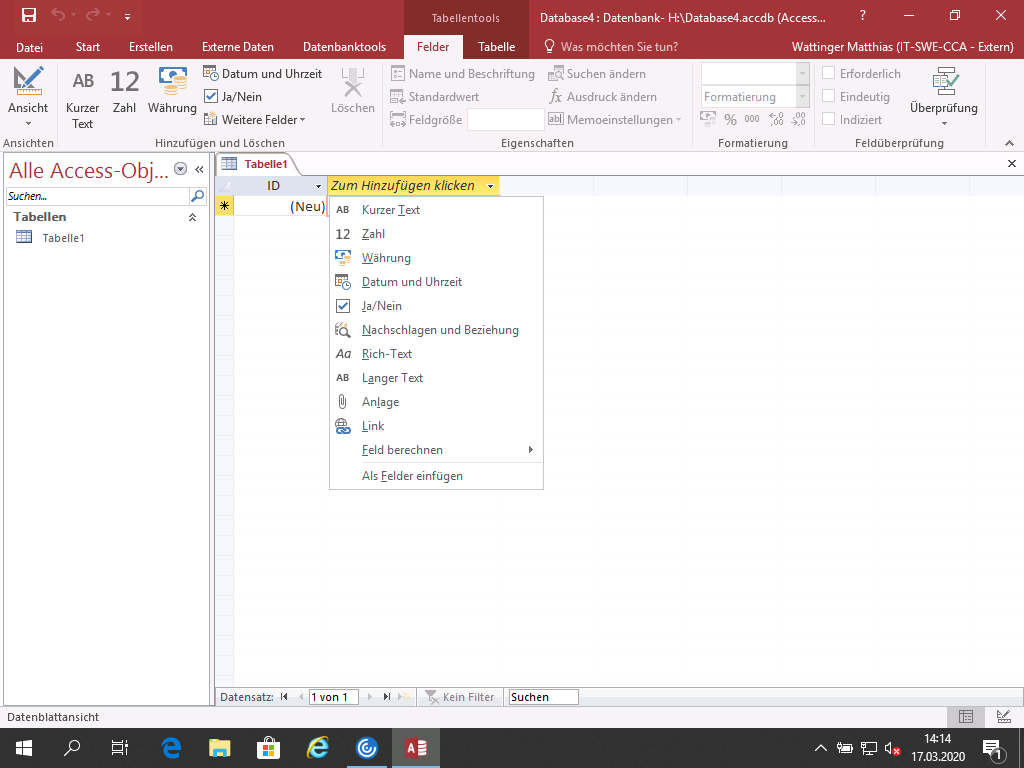 Tabellentools
Database4 : Datenbank- H:\Database4.accdb (Access...
?
Datei
Start
Erstellen
Externe Daten
Datenbanktools
Felder
Tabelle
Was möchten Sie tun?
Wattinger Matthias (IT-SWE-CCA - Extern)
Ansicht
AB
Kurzer
Text
12
Zahl
Währung
Datum und Uhrzeit
Ja/Nein
Weitere Felder
Löschen
Name und Beschriftung
Standardwert
Feldgröße
Suchen ändern
fx Ausdruck ändern
ab Memoeinstellungen
Formatierung
% 000 ,00 ,00
Erforderlich
Eindeutig
Indiziert
Überprüfung
Ansichten
Hinzufügen und Löschen
Eigenschaften
Formatierung
Feldüberprüfung
Alle Access-Obj...
Suchen...
Tabellen
Tabelle1
Tabelle1
ID
Zum Hinzufügen klicken
(Neu)
AB Kurzer Text
12 Zahl
Währung
Datum und Uhrzeit
Ja/Nein
Nachschlagen und Beziehung
Aa Rich-Text
AB Langer Text
Anlage
Link
Feld berechnen
Als Felder einfügen
Datensatz:
1 von 1
Kein Filter
Suchen
Datenblattansicht
14:14
17.03.2020
1